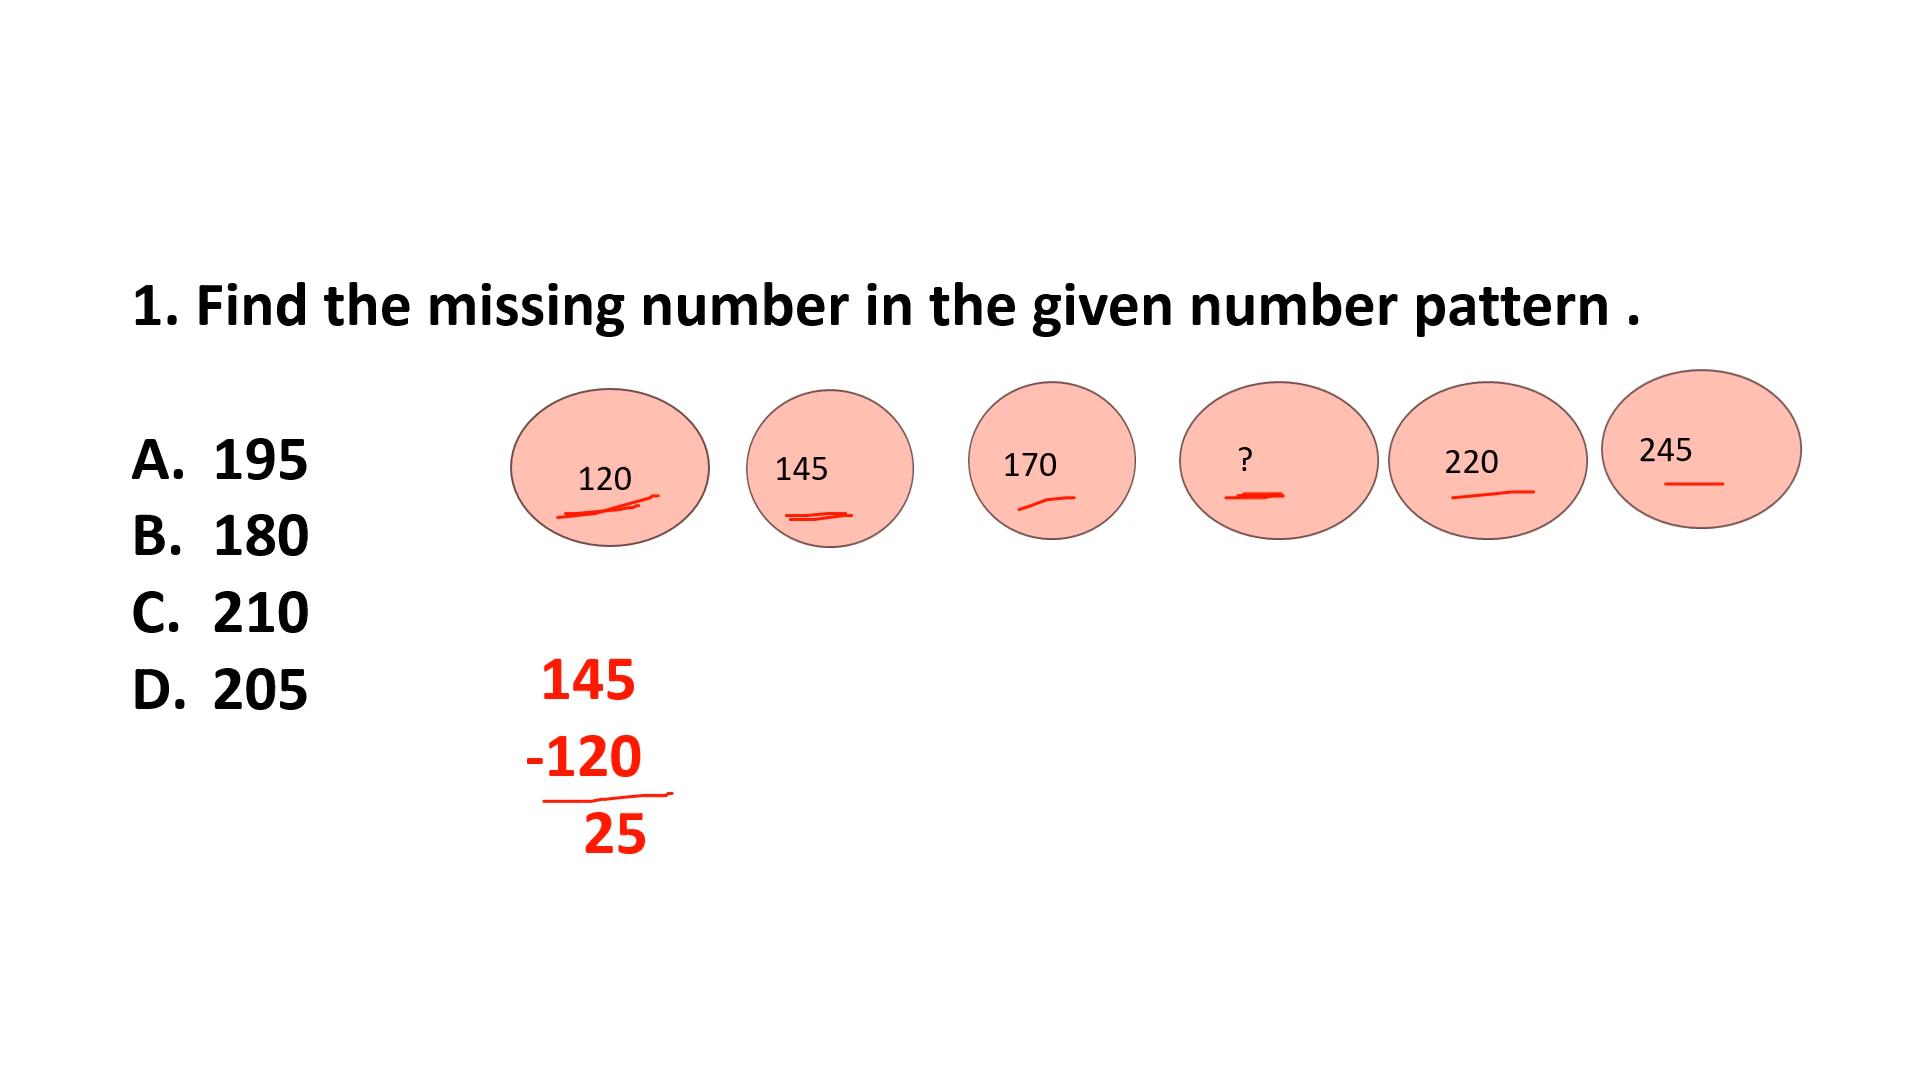 1. Find the missing number in the given number pattern .
120 145 170 ? 220 245
A. 195
B. 180
C. 210
D. 205
145
-120
25